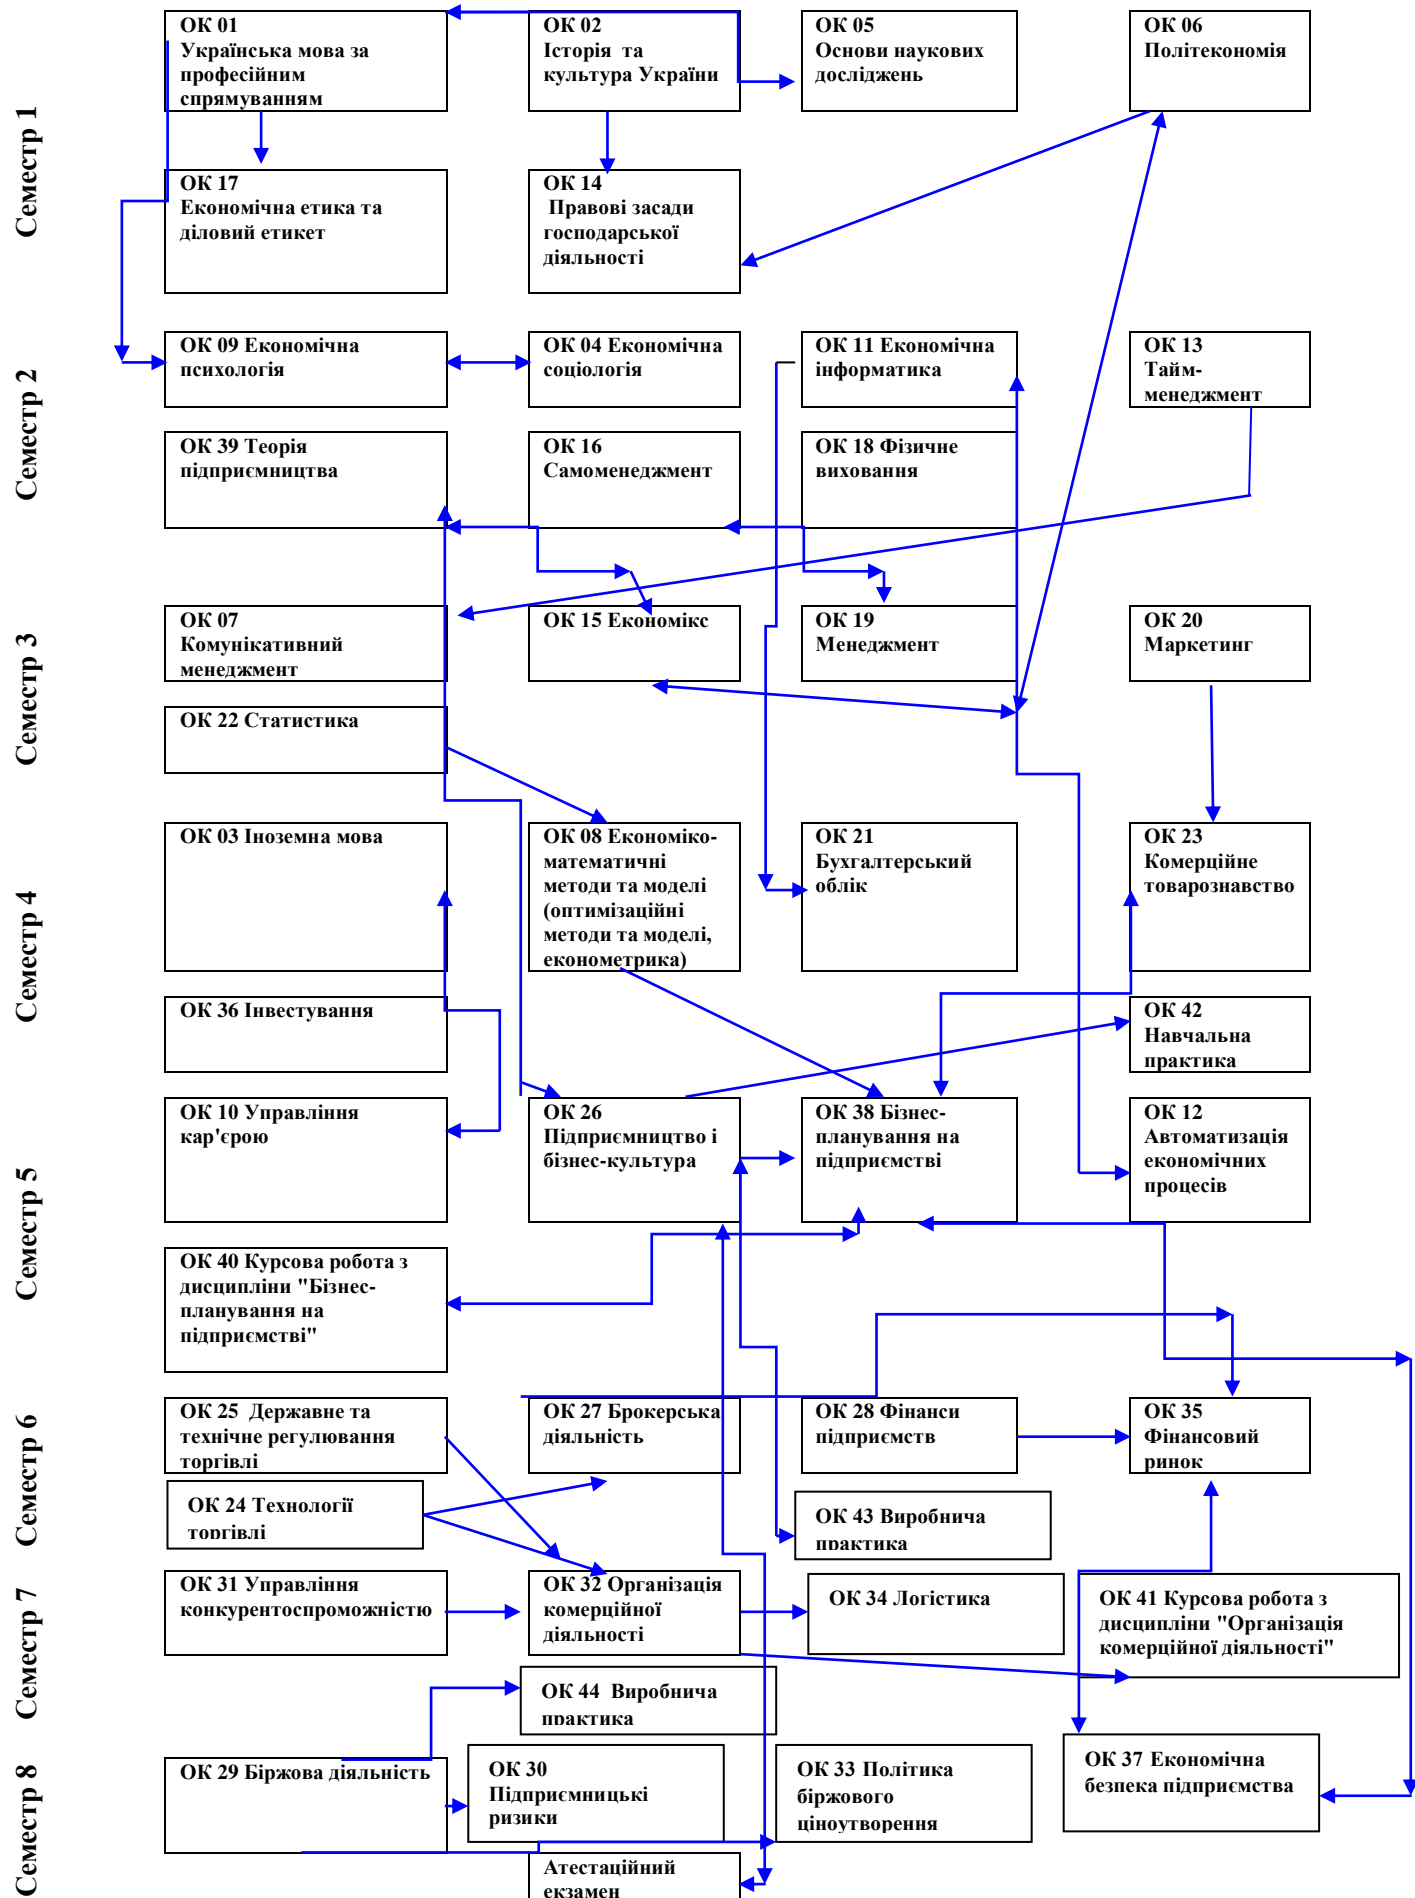 Семестр 1
ОК 01
Українська мова за
професійним
спрямуванням
ОК 02
Історія та
культура України
ОК 05
Основи наукових
досліджень
ОК 06
Політекономія
ОК 17
Економічна етика та
діловий етикет
ОК 14
Правові засади
господарської
діяльності
Семестр 2
ОК 09 Економічна
психологія
ОК 04 Економічна
соціологія
ОК 11 Економічна
інформатика
ОК 13
Тайм-
менеджмент
ОК 39 Теорія
підприємництва
ОК 16
Самоменеджмент
ОК 18 Фізичне
виховання
Семестр 3
ОК 07
Комунікативний
менеджмент
ОК 15 Економікс
ОК 19
Менеджмент
ОК 20
Маркетинг
ОК 22 Статистика
Семестр 4
ОК 03 Іноземна мова
ОК 08 Економіко-
математичні
методи та моделі
(оптимізаційні
методи та моделі,
економетрика)
ОК 21
Бухгалтерський
облік
ОК 23
Комерційне
товарознавство
ОК 36 Інвестування
ОК 42
Навчальна
практика
Семестр 5
ОК 10 Управління
кар'єрою
ОК 26
Підприємництво і
бізнес-культура
ОК 38 Бізнес-
планування на
підприємстві
ОК 12
Автоматизація
економічних
процесів
ОК 40 Курсова робота з
дисципліни "Бізнес-
планування на
підприємстві"
Семестр 6
ОК 25 Державне та
технічне регулювання
торгівлі
ОК 27 Брокерська
діяльність
ОК 28 Фінанси
підприємств
ОК 35
Фінансовий
ринок
ОК 24 Технології
торгівлі
ОК 43 Виробнича
практика
Семестр 7
ОК 31 Управління
конкурентоспроможністю
ОК 32 Організація
комерційної
діяльності
ОК 34 Логістика
ОК 41 Курсова робота з
дисципліни "Організація
комерційної діяльності"
ОК 44 Виробнича
практика
Семестр 8
ОК 29 Біржова діяльність
ОК 30
Підприємницькі
ризики
ОК 33 Політика
біржового
ціноутворення
ОК 37 Економічна
безпека підприємства
Атестаційний
екзамен